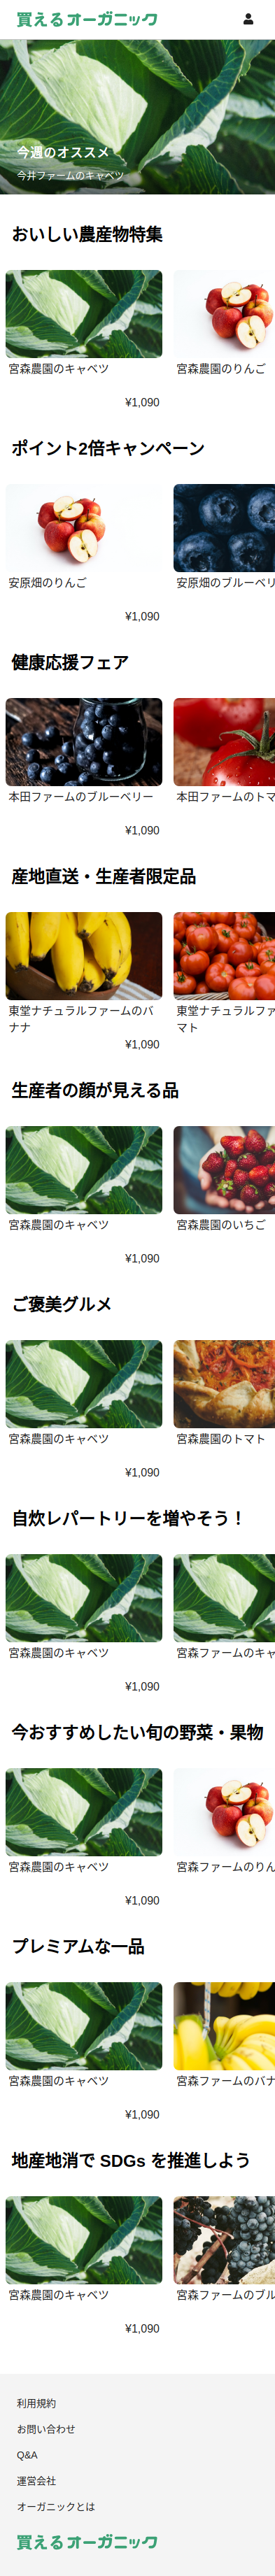 買えるオーガニック
今週のオススメ
今井ファームのキャベツ
おいしい農産物特集
宮森農園のキャベツ
宮森農園のりんご
¥1,090
ポイント2倍キャンペーン
安原畑のりんご
安原畑のブルーベリ
¥1,090
健康応援フェア
本田ファームのブルーベリー
本田ファームのトマ
¥1,090
産地直送・生産者限定品
東堂ナチュラルファームのバ
ナナ
東堂ナチュラルファ
マト
¥1,090
生産者の顔が見える品
宮森農園のキャベツ
宮森農園のいちご
¥1,090
ご褒美グルメ
宮森農園のキャベツ
宮森農園のトマト
¥1,090
自炊レパートリーを増やそう！
宮森農園のキャベツ
宮森ファームのキャ
¥1,090
今おすすめしたい旬の野菜・果物
宮森農園のキャベツ
宮森ファームのりん
¥1,090
プレミアムな一品
宮森農園のキャベツ
宮森ファームのバナ
¥1,090
地産地消で SDGs を推進しよう
宮森農園のキャベツ
宮森ファームのブル
¥1,090
利用規約
お問い合わせ
Q&A
運営会社
オーガニックとは
買えるオーガニック